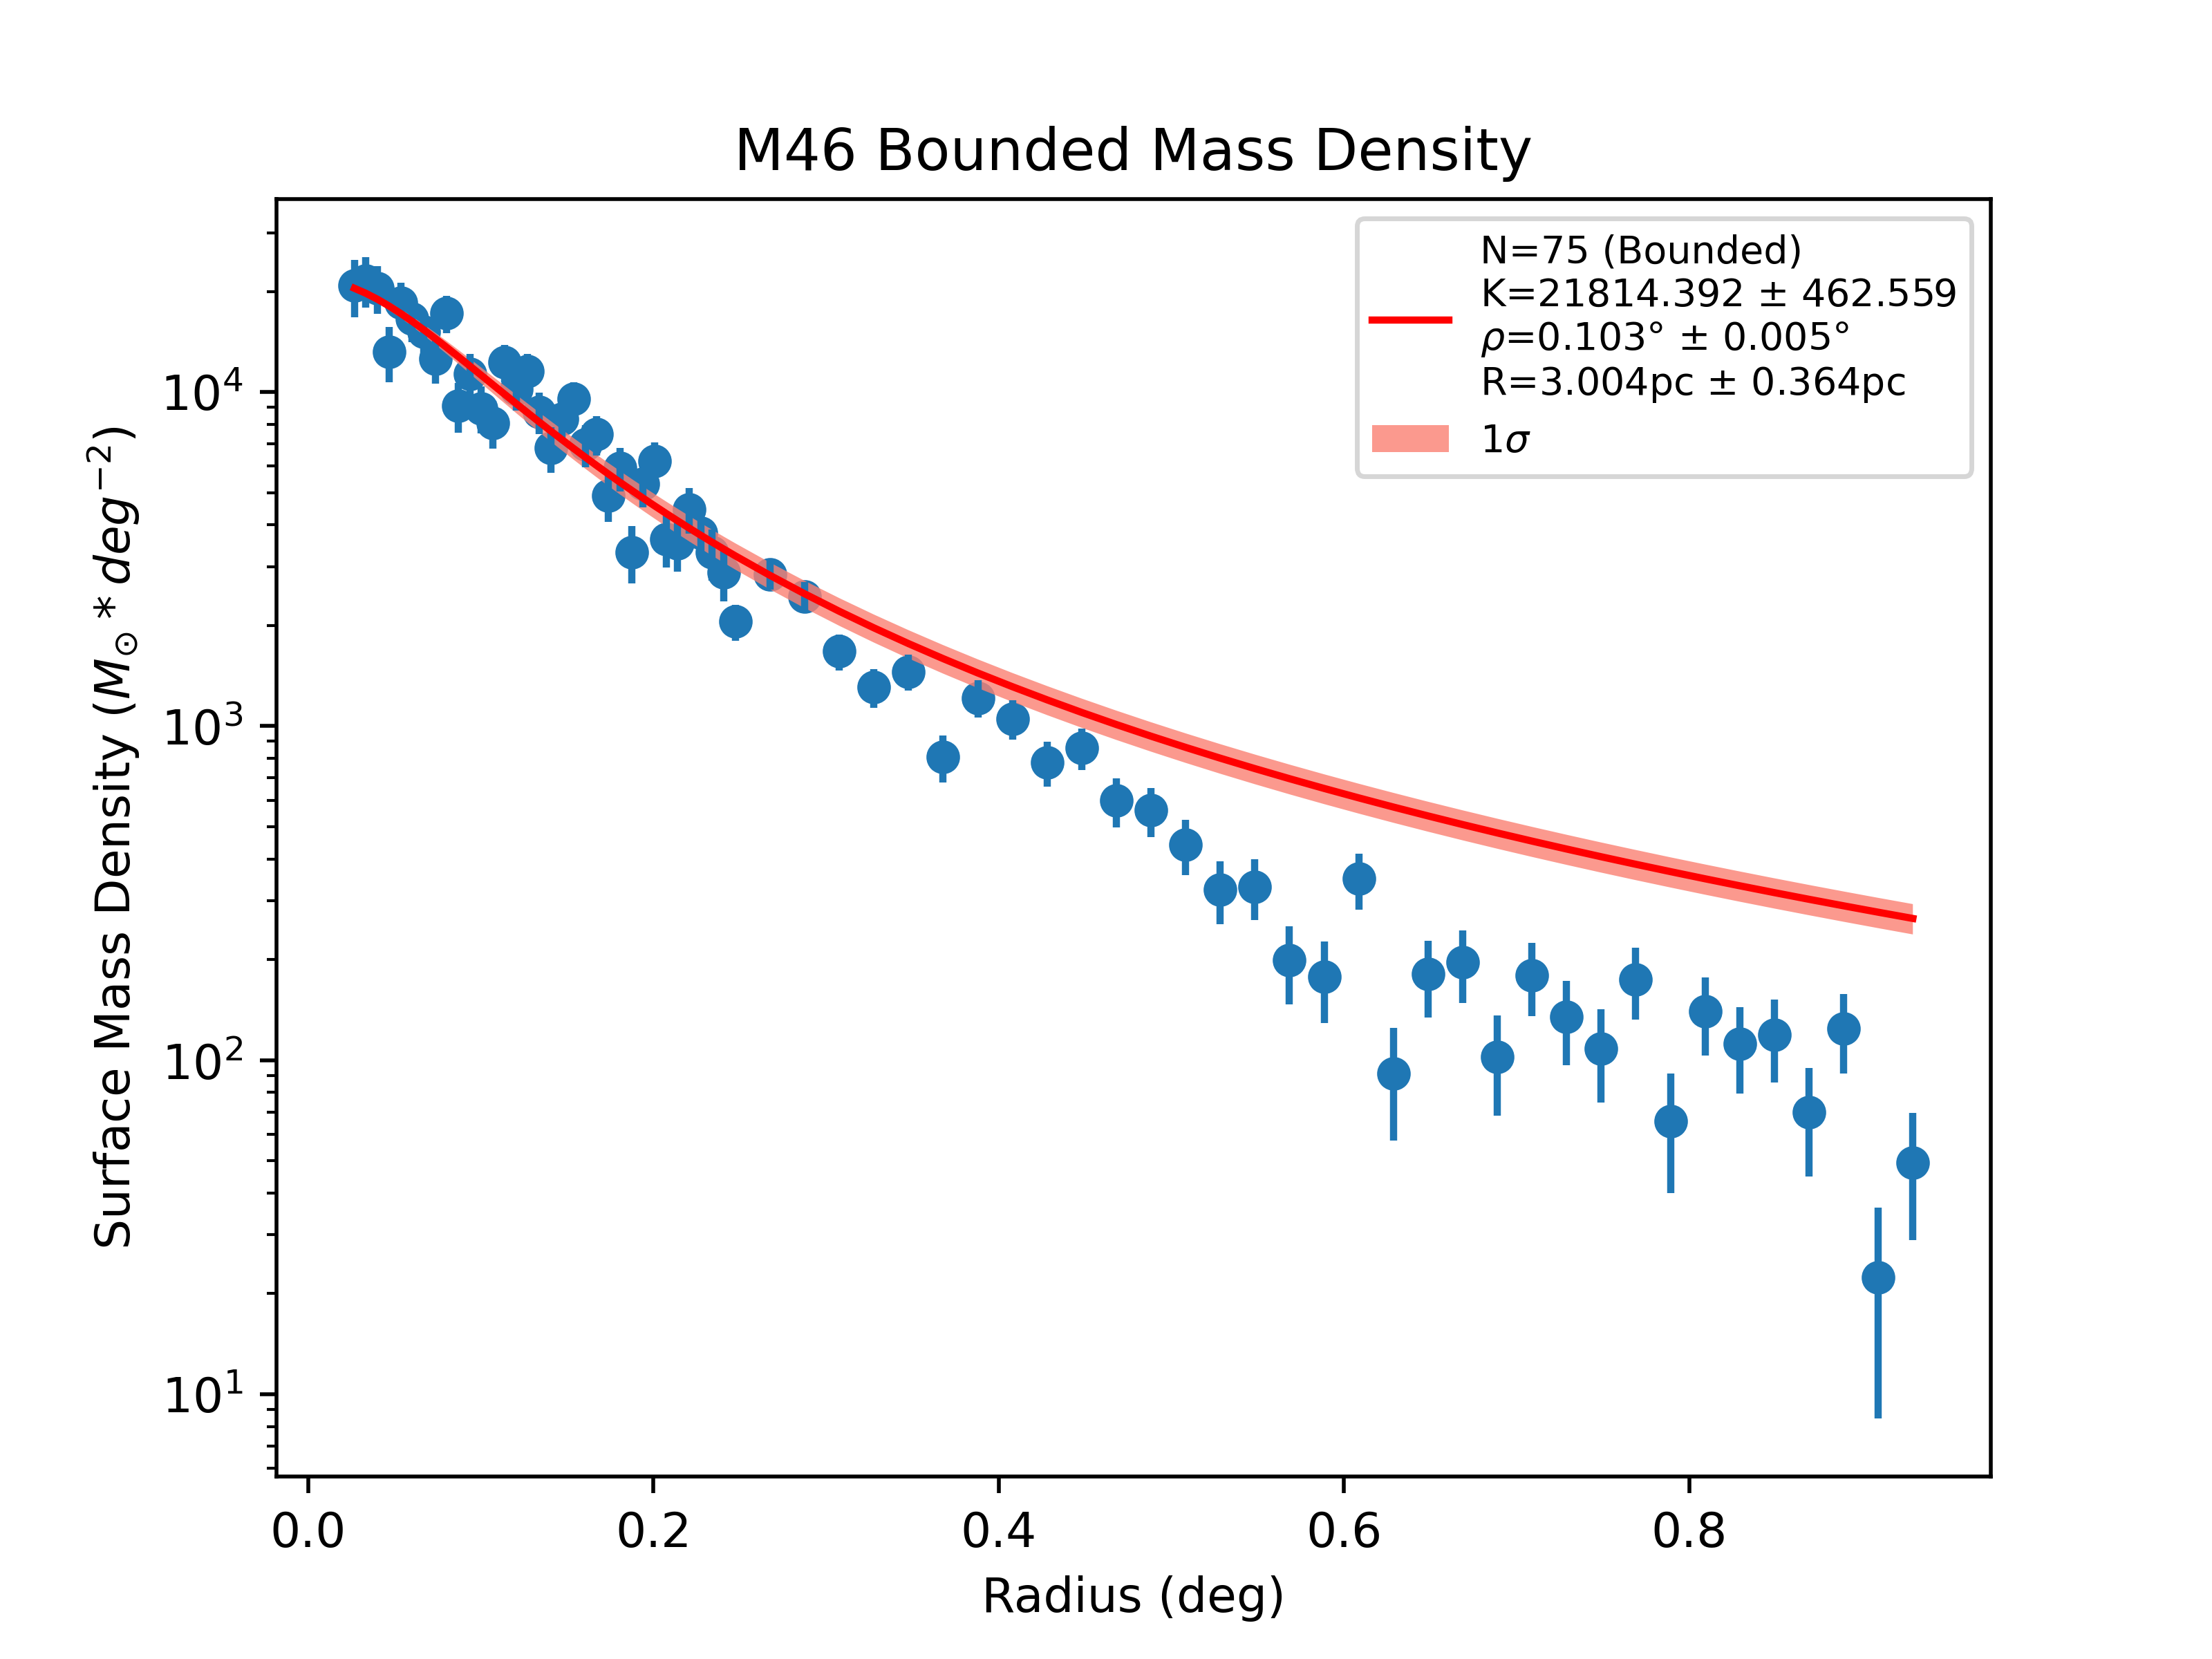 M46 Bounded Mass Density
N=75 (Bounded)
K=21814.392 ± 462.559
ρ=0.103° ± 0.005°
R=3.004pc ± 0.364pc
1σ
Surface Mass Density (M⊙ * deg⁻²)
10⁴
10³
10²
10¹
0.0 0.2 0.4 0.6 0.8
Radius (deg)